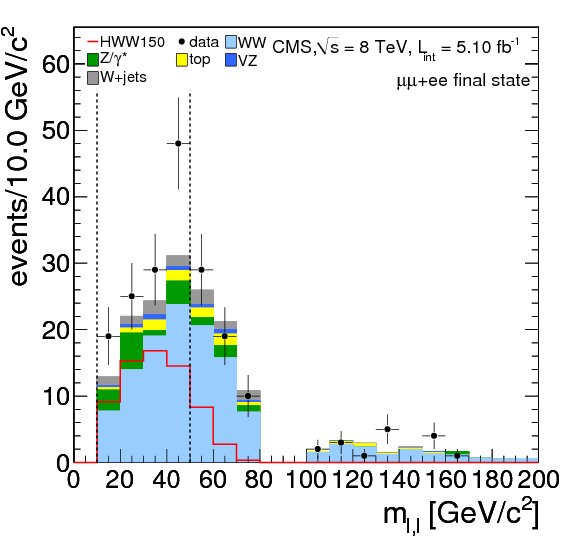 HWW150 data WW
Z/γ* top VZ
W+jets
CMS, √s = 8 TeV, L_int = 5.10 fb⁻¹
μμ+ee final state
events/10.0 GeV/c²
60
50
40
30
20
10
0
0 20 40 60 80 100 120 140 160 180 200
m_l,l [GeV/c²]